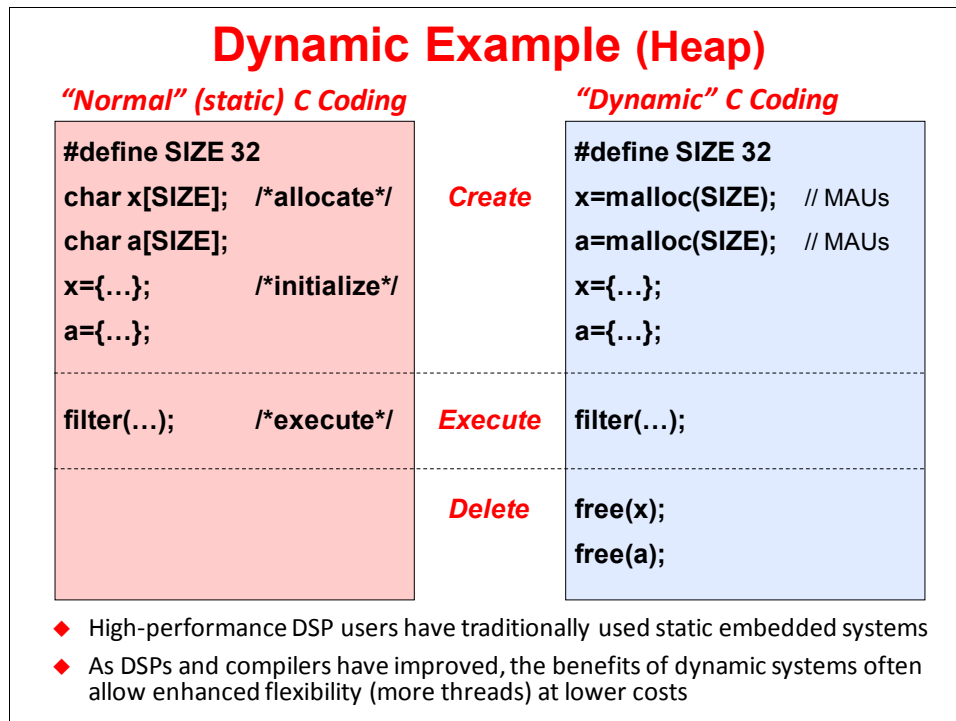 Dynamic Example (Heap)
“Normal” (static) C Coding
“Dynamic” C Coding
#define SIZE 32
char x[SIZE]; /*allocate*/
char a[SIZE];
x={…}; /*initialize*/
a={…};
filter(…); /*execute*/
Create
Execute
Delete
#define SIZE 32
x=malloc(SIZE); // MAUs
a=malloc(SIZE); // MAUs
x={…};
a={…};
filter(…);
free(x);
free(a);
◆ High-performance DSP users have traditionally used static embedded systems
◆ As DSPs and compilers have improved, the benefits of dynamic systems often
allow enhanced flexibility (more threads) at lower costs